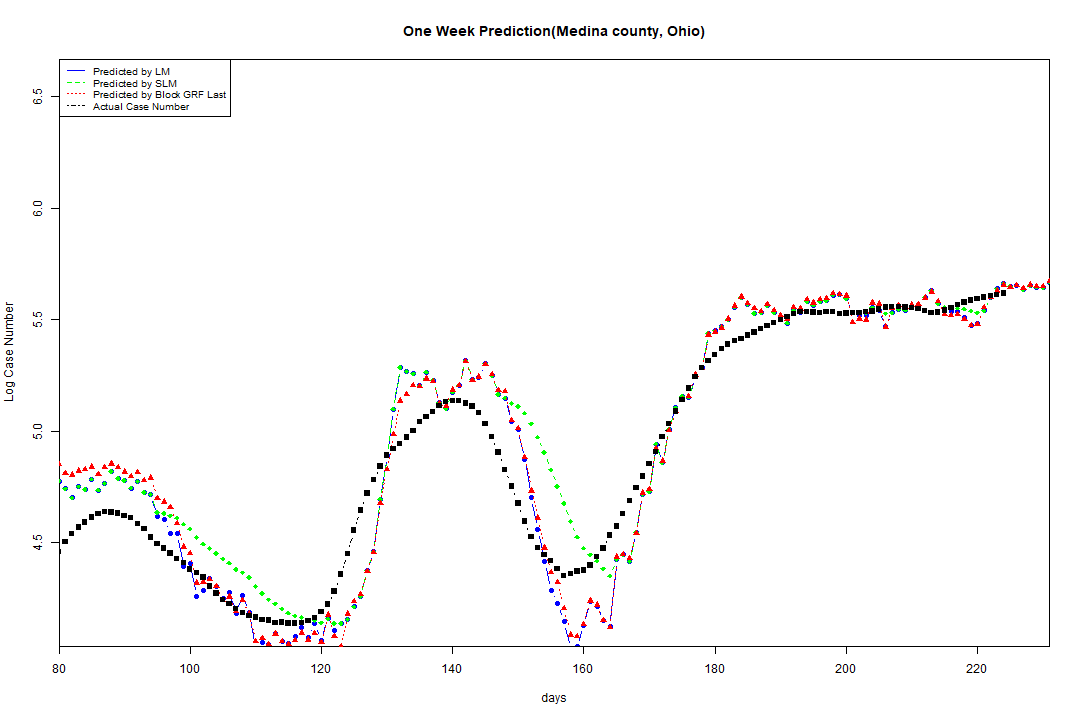 One Week Prediction(Medina county, Ohio)
Predicted by LM
Predicted by SLM
Predicted by Block GRF Last
Actual Case Number
6.5
6.0
5.5
5.0
4.5
Log Case Number
80 100 120 140 160 180 200 220
days